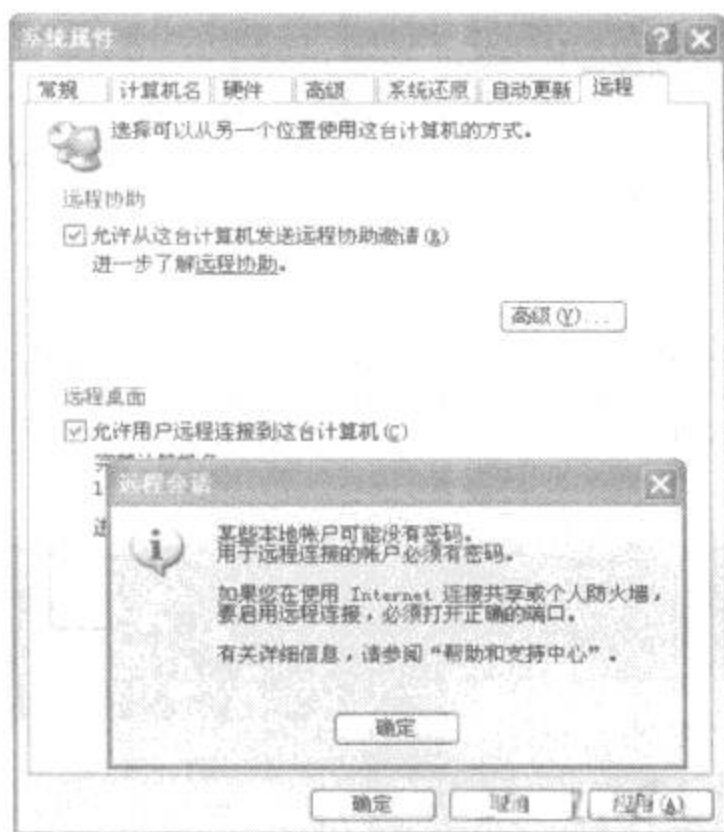 系统属性
常规 计算机名 硬件 高级 系统还原 自动更新 远程
选择可以从另一个位置使用这台计算机的方式。
远程协助
允许从这台计算机发送远程协助邀请(R)
进一步了解远程协助。
高级(V)...
远程桌面
允许用户远程连接到这台计算机(C)
远程会话
某些本地帐户可能没有密码。
用于远程连接的帐户必须有密码。
如果您在使用 Internet 连接共享或个人防火墙，
要启用远程连接，必须打开正确的端口。
有关详细信息，请参阅“帮助和支持中心”。
确定
确定 取消 应用(A)